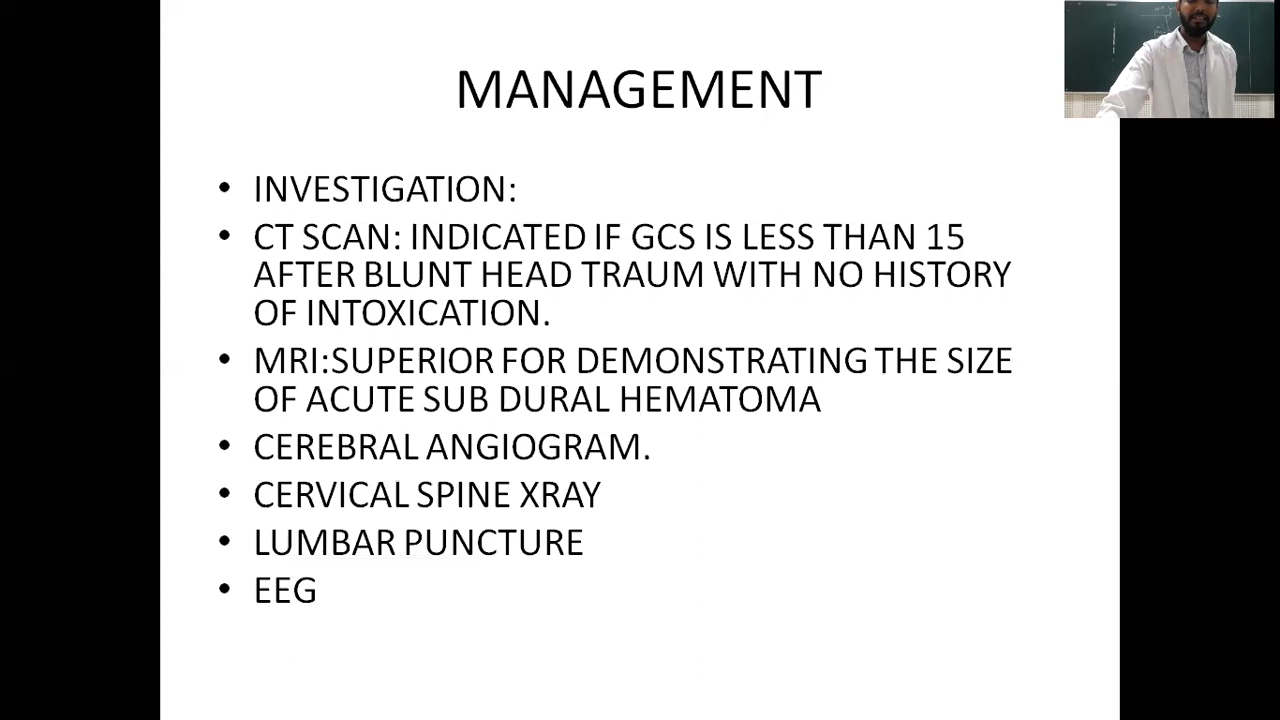 MANAGEMENT
• INVESTIGATION:
• CT SCAN: INDICATED IF GCS IS LESS THAN 15
AFTER BLUNT HEAD TRAUM WITH NO HISTORY
OF INTOXICATION.
• MRI:SUPERIOR FOR DEMONSTRATING THE SIZE
OF ACUTE SUB DURAL HEMATOMA
• CEREBRAL ANGIOGRAM.
• CERVICAL SPINE XRAY
• LUMBAR PUNCTURE
• EEG